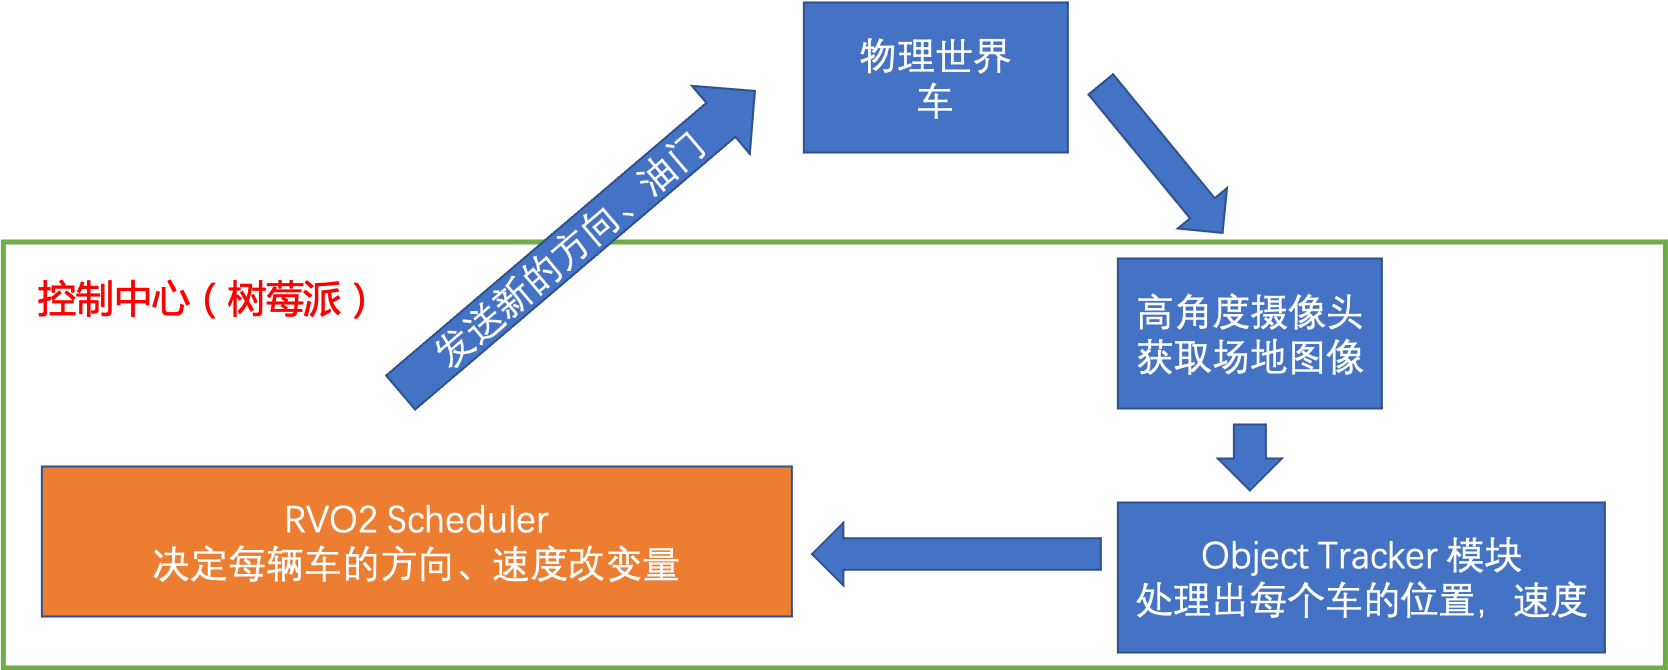 物理世界
车
发送新的方向、油门
控制中心（树莓派）
高角度摄像头
获取场地图像
RVO2 Scheduler
决定每辆车的方向、速度改变量
Object Tracker 模块
处理出每个车的位置，速度